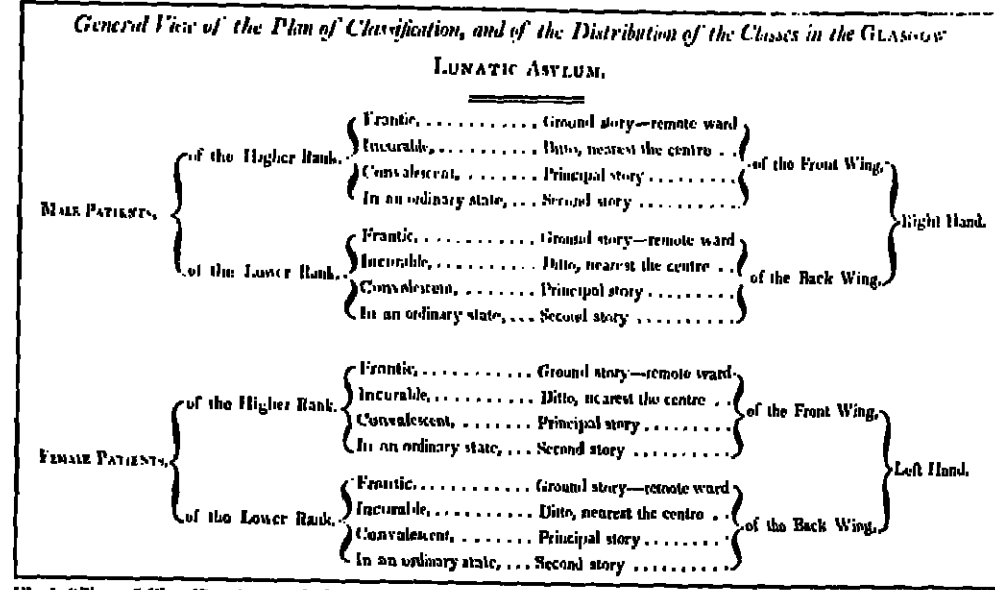 General View of the Plan of Classification, and of the Distribution of the Classes in the GLASGOW
LUNATIC ASYLUM.
MALE PATIENTS,
of the Higher Rank.
Frantic, . . . . . . . . . . . Ground story—remote ward
Incurable, . . . . . . . . . Ditto, nearest the centre . .
Convalescent, . . . . . . . Principal story . . . . . . . . .
In an ordinary state, . . . Second story . . . . . . . . . .
of the Front Wing,
of the Lower Rank.
Frantic, . . . . . . . . . . . Ground story—remote ward
Incurable, . . . . . . . . . Ditto, nearest the centre . .
Convalescent, . . . . . . . Principal story . . . . . . . . .
In an ordinary state, . . . Second story . . . . . . . . . .
of the Back Wing,
Right Hand.
FEMALE PATIENTS,
of the Higher Rank.
Frantic, . . . . . . . . . . . Ground story—remote ward
Incurable, . . . . . . . . . Ditto, nearest the centre . .
Convalescent, . . . . . . . Principal story . . . . . . . . .
In an ordinary state, . . . Second story . . . . . . . . . .
of the Front Wing,
of the Lower Rank.
Frantic, . . . . . . . . . . . Ground story—remote ward
Incurable, . . . . . . . . . Ditto, nearest the centre . .
Convalescent, . . . . . . . Principal story . . . . . . . . .
In an ordinary state, . . . Second story . . . . . . . . . .
of the Back Wing,
Left Hand.